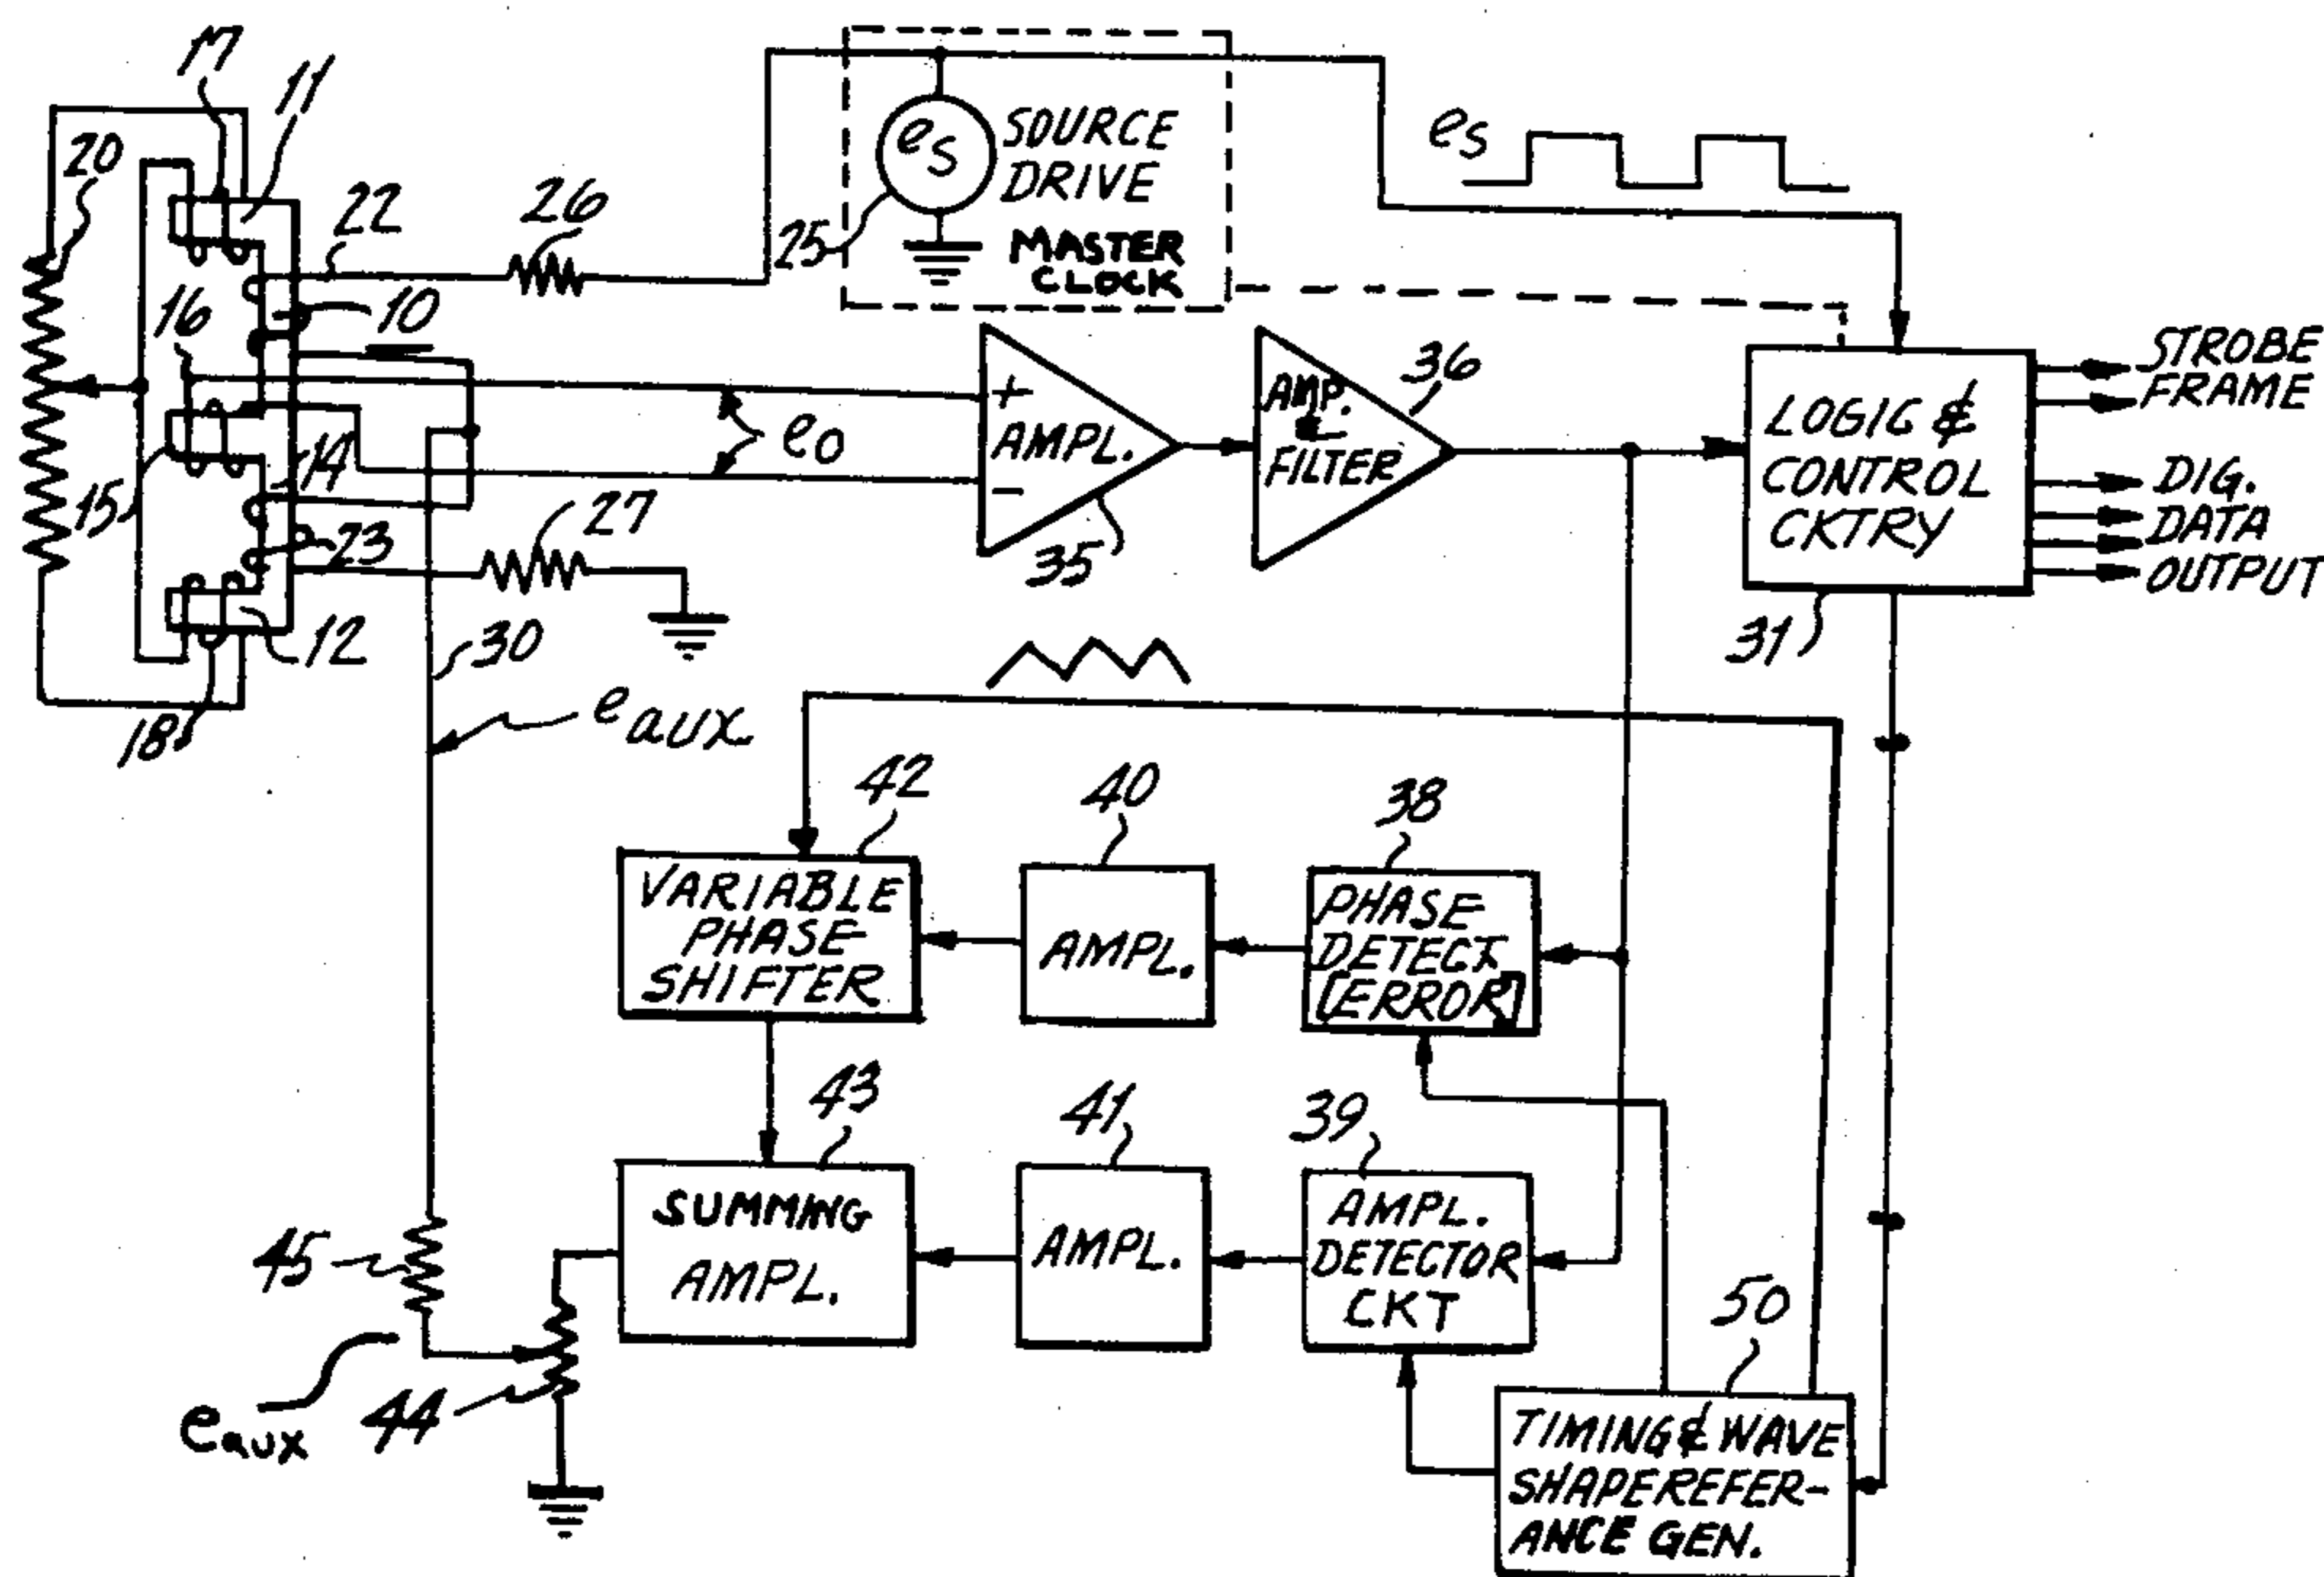 17
11
20
22
26
eS
SOURCE
DRIVE
25
MASTER
CLOCK
eS
16
10
STROBE
FRAME
+
AMPL.
-
35
AMP.
&
FILTER
36
LOGIC &
CONTROL
CKTRY
31
DIG.
DATA
OUTPUT
eo
14
15
23
27
12
30
18
eaux
42
40
38
VARIABLE
PHASE
SHIFTER
AMPL.
PHASE
DETECT
[ERROR]
43
41
39
SUMMING
AMPL.
AMPL.
AMPL.
DETECTOR
CKT
45
eaux
44
50
TIMING & WAVE
SHAPE REFER-
ANCE GEN.